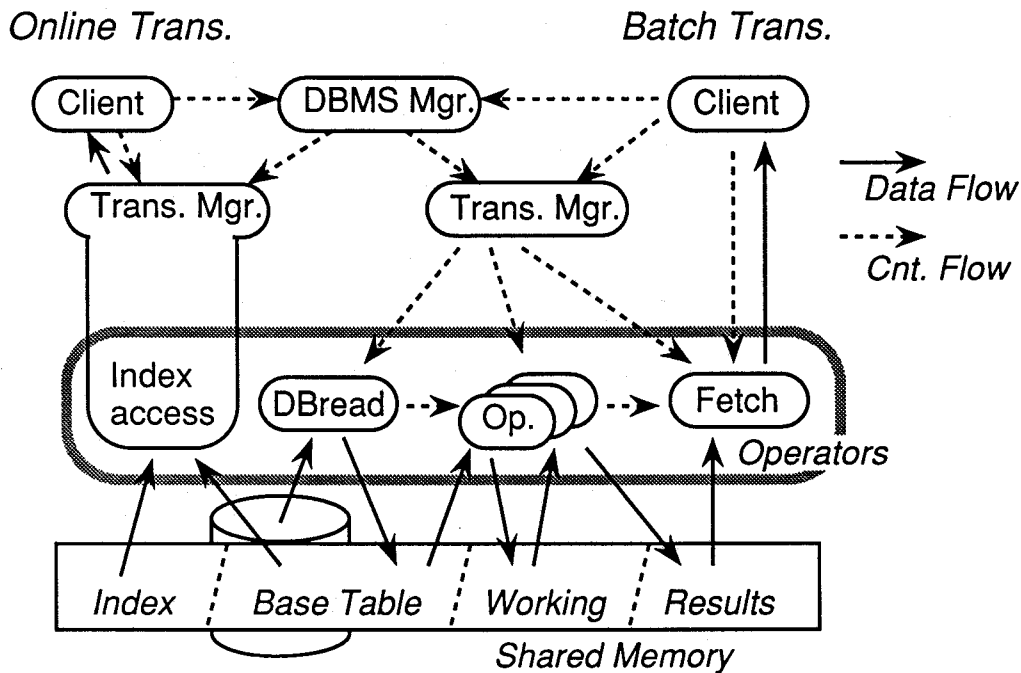 Online Trans.
Batch Trans.
Client
DBMS Mgr.
Client
Trans. Mgr.
Trans. Mgr.
Data Flow
Cnt. Flow
Index
access
DBread
Op.
Fetch
Operators
Index
Base Table
Working
Results
Shared Memory